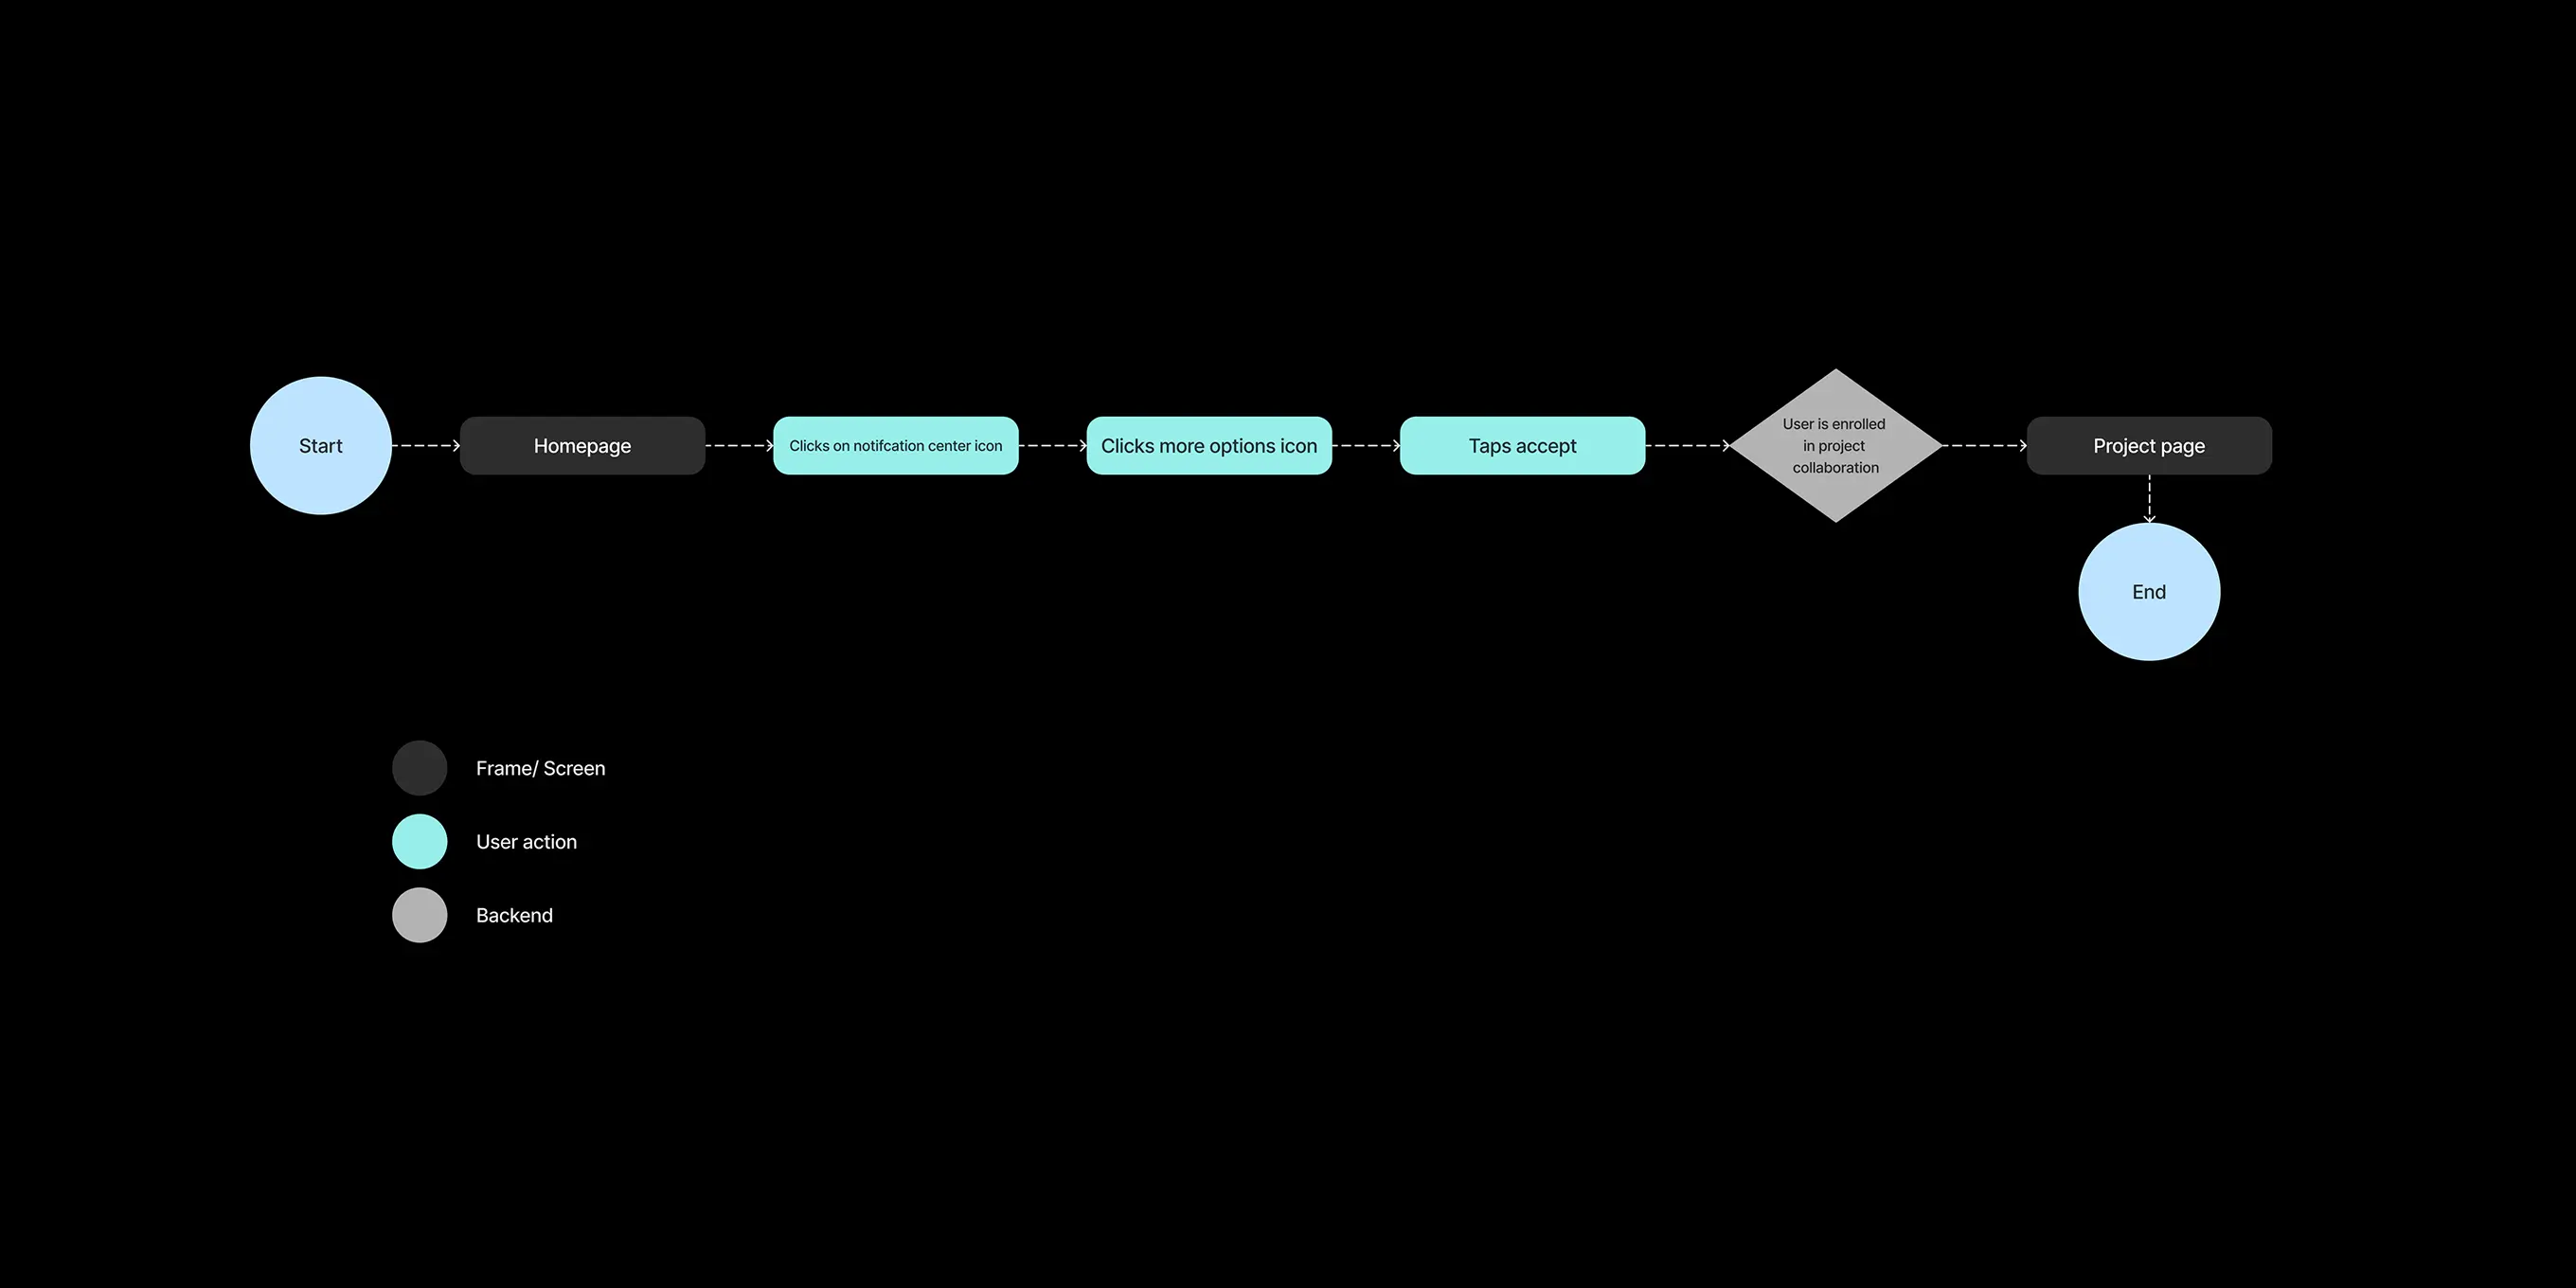 Start
Homepage
Clicks on notifcation center icon
Clicks more options icon
Taps accept
User is enrolled
in project
collaboration
Project page
End
Frame/ Screen
User action
Backend